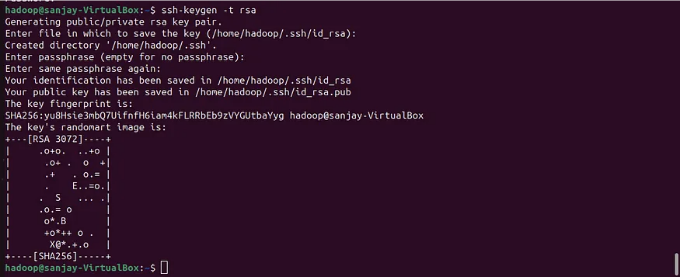 hadoop@sanjay-VirtualBox:~$ ssh-keygen -t rsa
Generating public/private rsa key pair.
Enter file in which to save the key (/home/hadoop/.ssh/id_rsa):
Created directory '/home/hadoop/.ssh'.
Enter passphrase (empty for no passphrase):
Enter same passphrase again:
Your identification has been saved in /home/hadoop/.ssh/id_rsa
Your public key has been saved in /home/hadoop/.ssh/id_rsa.pub
The key fingerprint is:
SHA256:yu8Hsie3mbQ7UifnfH6iam4kFLRRbEb9zVYGUtbaYyg hadoop@sanjay-VirtualBox
The key's randomart image is:
+---[RSA 3072]----+
|     .o+o.  ..+o |
|      .o+ .  o  +|
|      .+   . o.= |
|      .   E..=o.|
|     .  S   ... .|
|     .o.= o      |
|      o*.B       |
|      +o*++ o .  |
|       X@*.+.o   |
+----[SHA256]-----+
hadoop@sanjay-VirtualBox:~$